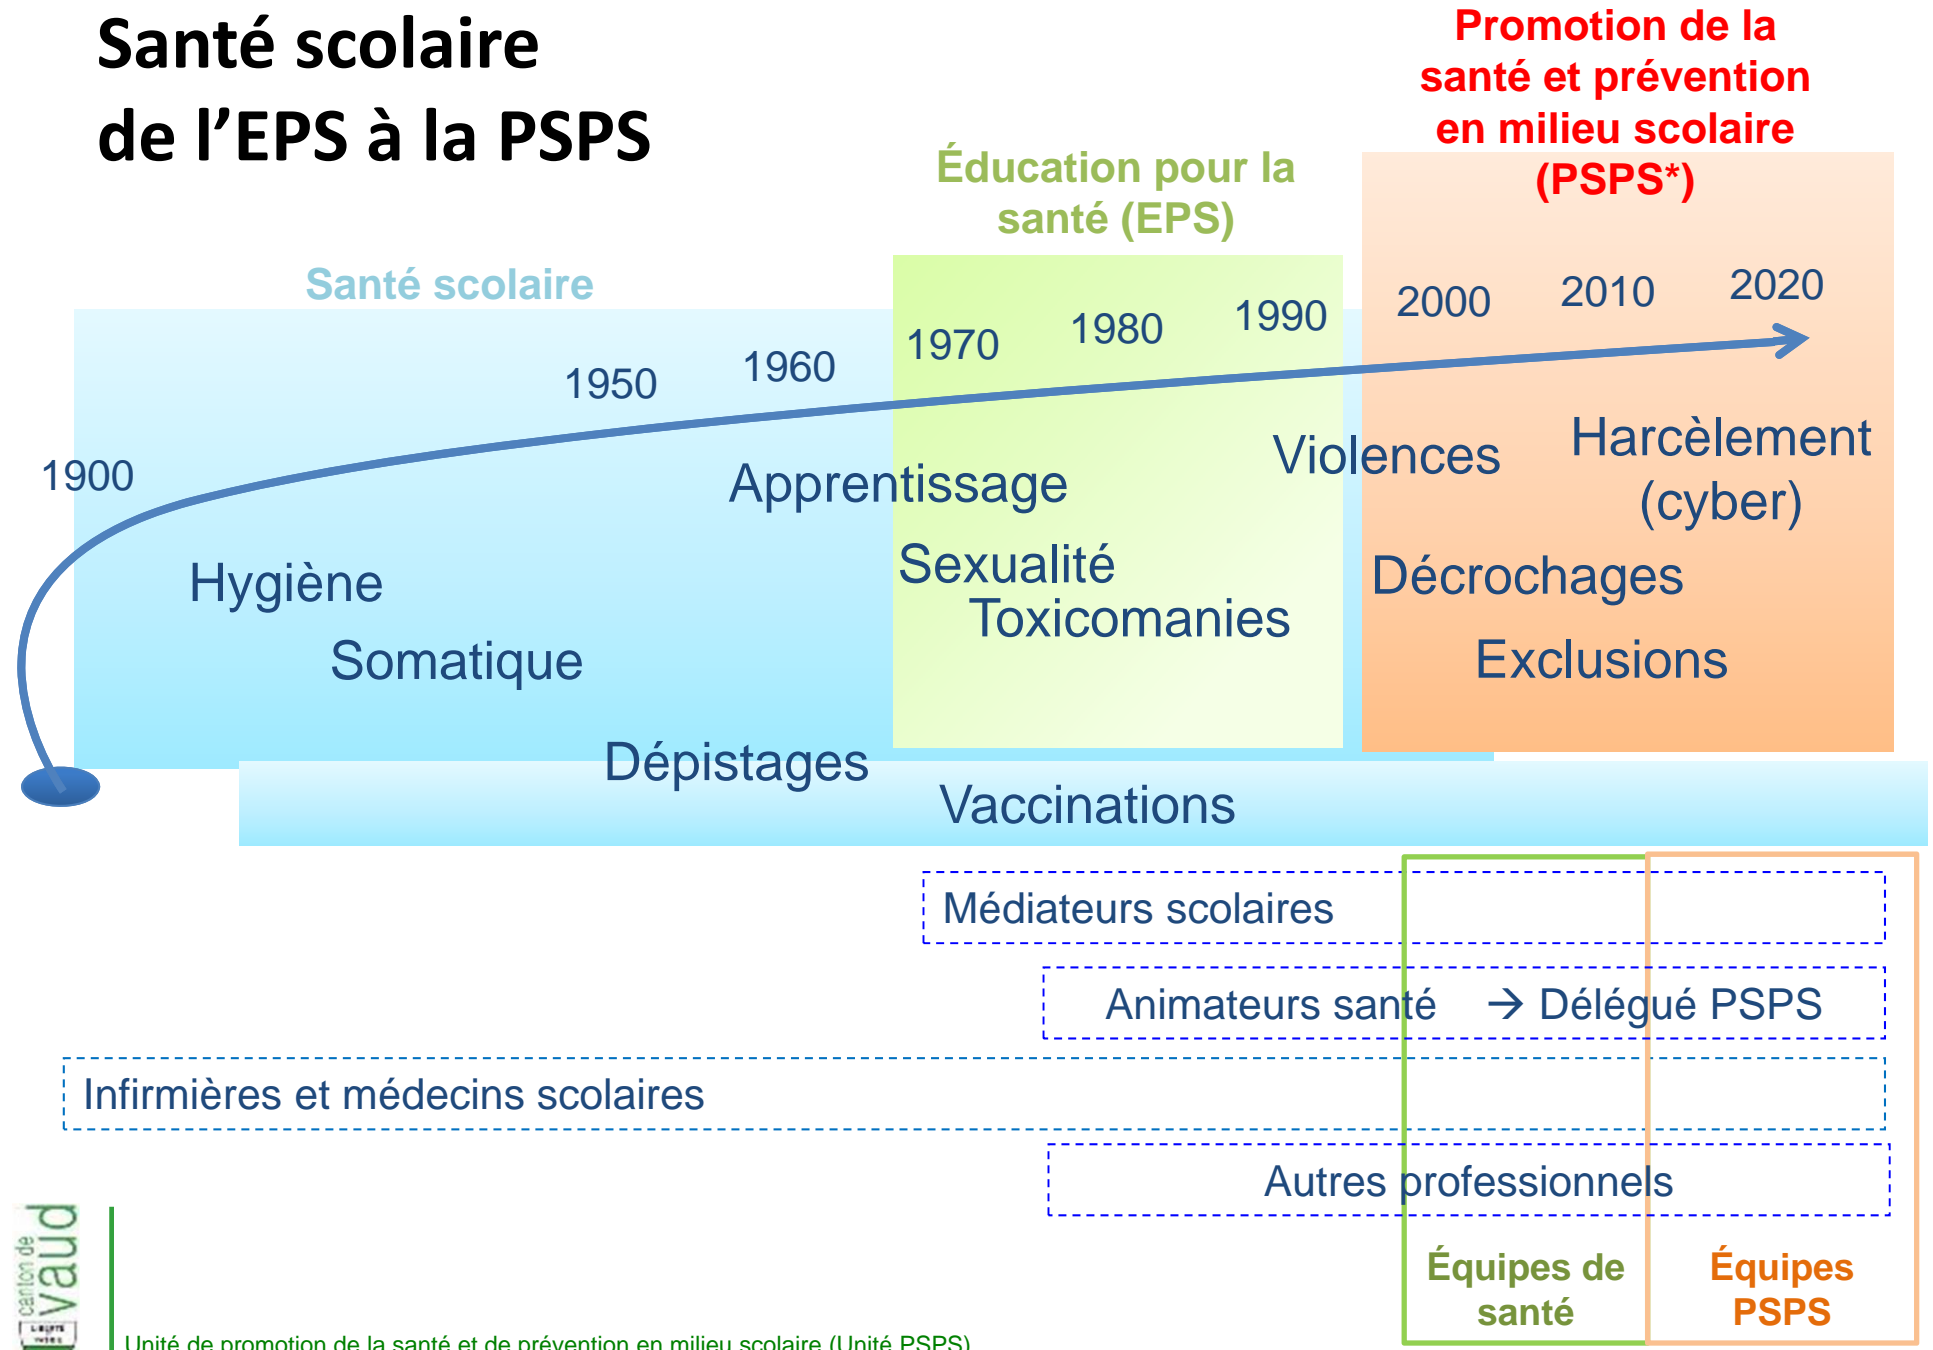 Santé scolaire
de l’EPS à la PSPS
Promotion de la
santé et prévention
en milieu scolaire
(PSPS*)
Éducation pour la
santé (EPS)
Santé scolaire
1900
1950
1960
1970
1980
1990
2000
2010
2020
Apprentissage
Violences
Harcèlement
(cyber)
Hygiène
Sexualité
Toxicomanies
Décrochages
Somatique
Exclusions
Dépistages
Vaccinations
Médiateurs scolaires
Animateurs santé → Délégué PSPS
Infirmières et médecins scolaires
Autres professionnels
Équipes de
santé
Équipes
PSPS
canton de
vaud
Unité de promotion de la santé et de prévention en milieu scolaire (Unité PSPS)